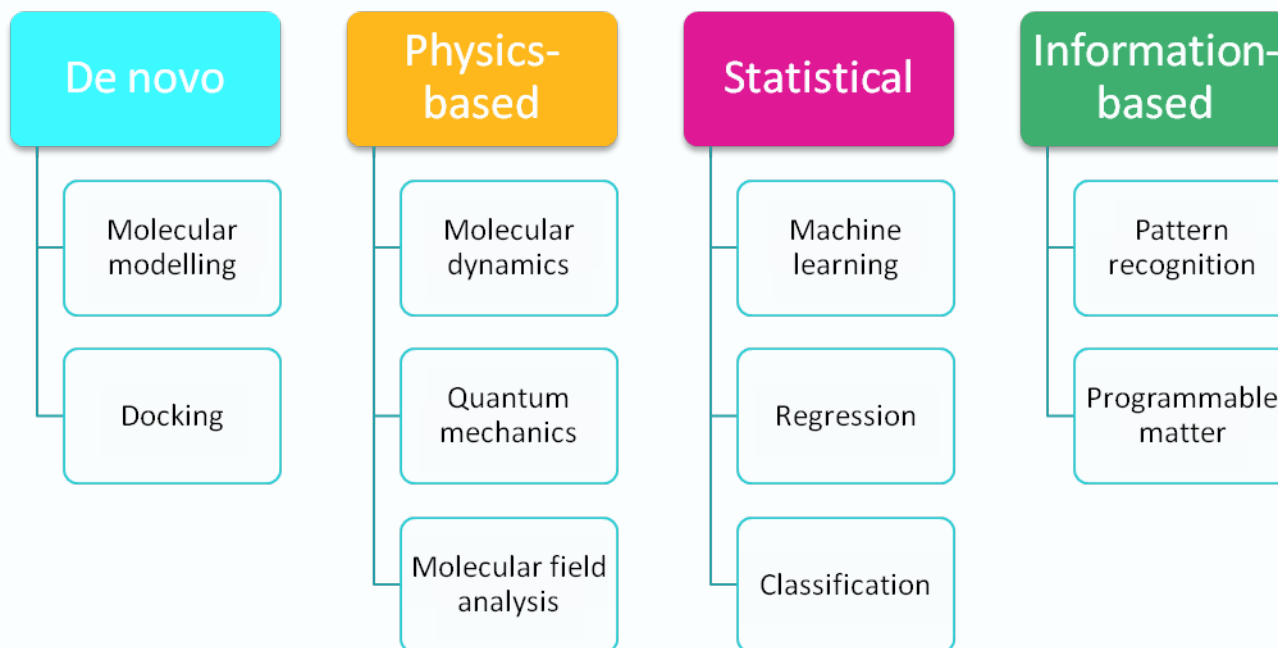 De novo
Molecular
modelling
Docking
Physics-
based
Molecular
dynamics
Quantum
mechanics
Molecular field
analysis
Statistical
Machine
learning
Regression
Classification
Information-
based
Pattern
recognition
Programmable
matter